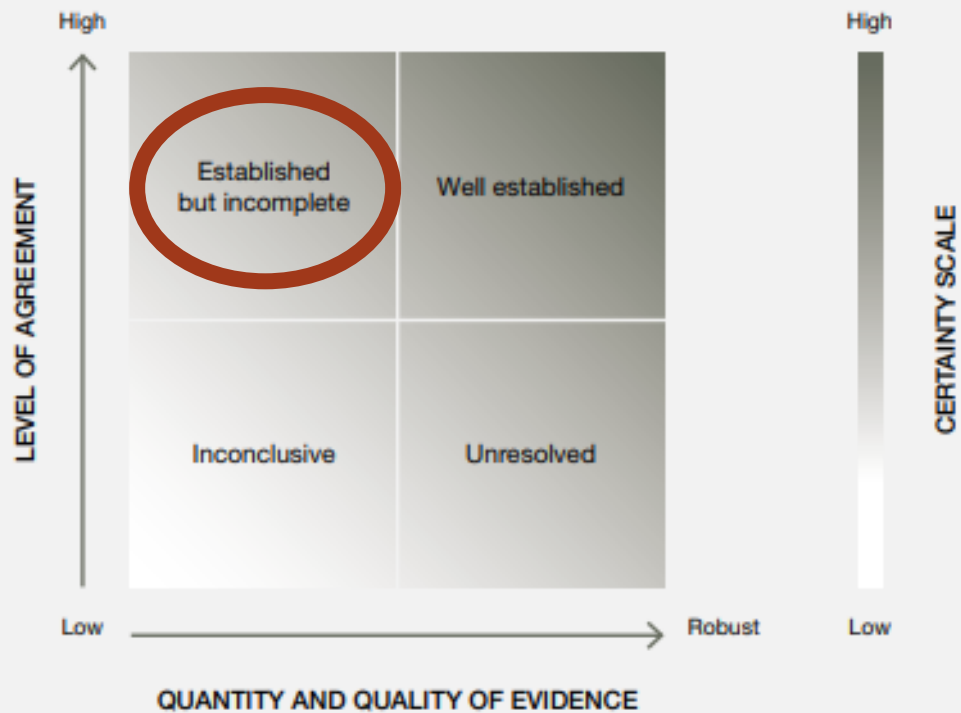 High
High
Established
but incomplete
Well established
LEVEL OF AGREEMENT
CERTAINTY SCALE
Inconclusive
Unresolved
Low
Robust
Low
QUANTITY AND QUALITY OF EVIDENCE